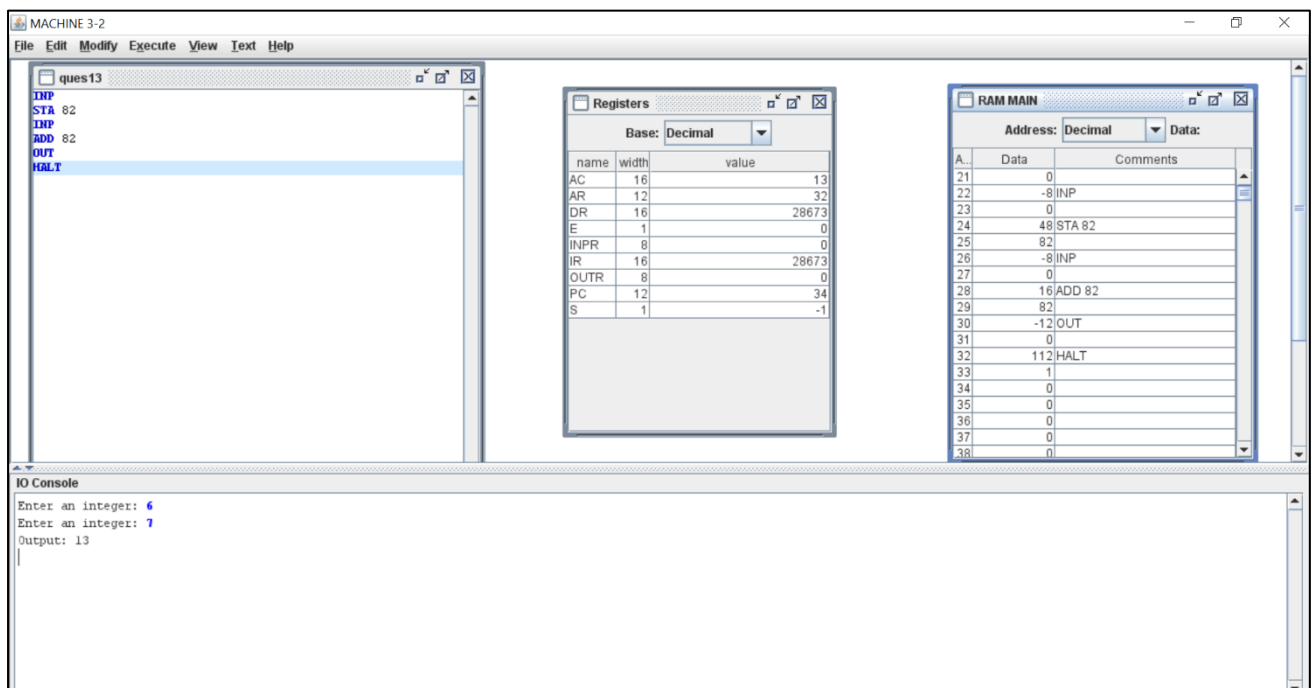 MACHINE 3-2
File Edit Modify Execute View Text Help
ques13
INP
STA 82
INP
ADD 82
OUT
HALT
Registers
Base: Decimal
name width value
AC 16 13
AR 12 32
DR 16 28673
E 1 0
INPR 8 0
IR 16 28673
OUTR 8 0
PC 12 34
S 1 -1
RAM MAIN
Address: Decimal Data:
A... Data Comments
21 0
22 -8 INP
23 0
24 48 STA 82
25 82
26 -8 INP
27 0
28 16 ADD 82
29 82
30 -12 OUT
31 0
32 112 HALT
33 1
34 0
35 0
36 0
37 0
38 0
IO Console
Enter an integer: 6
Enter an integer: 7
Output: 13